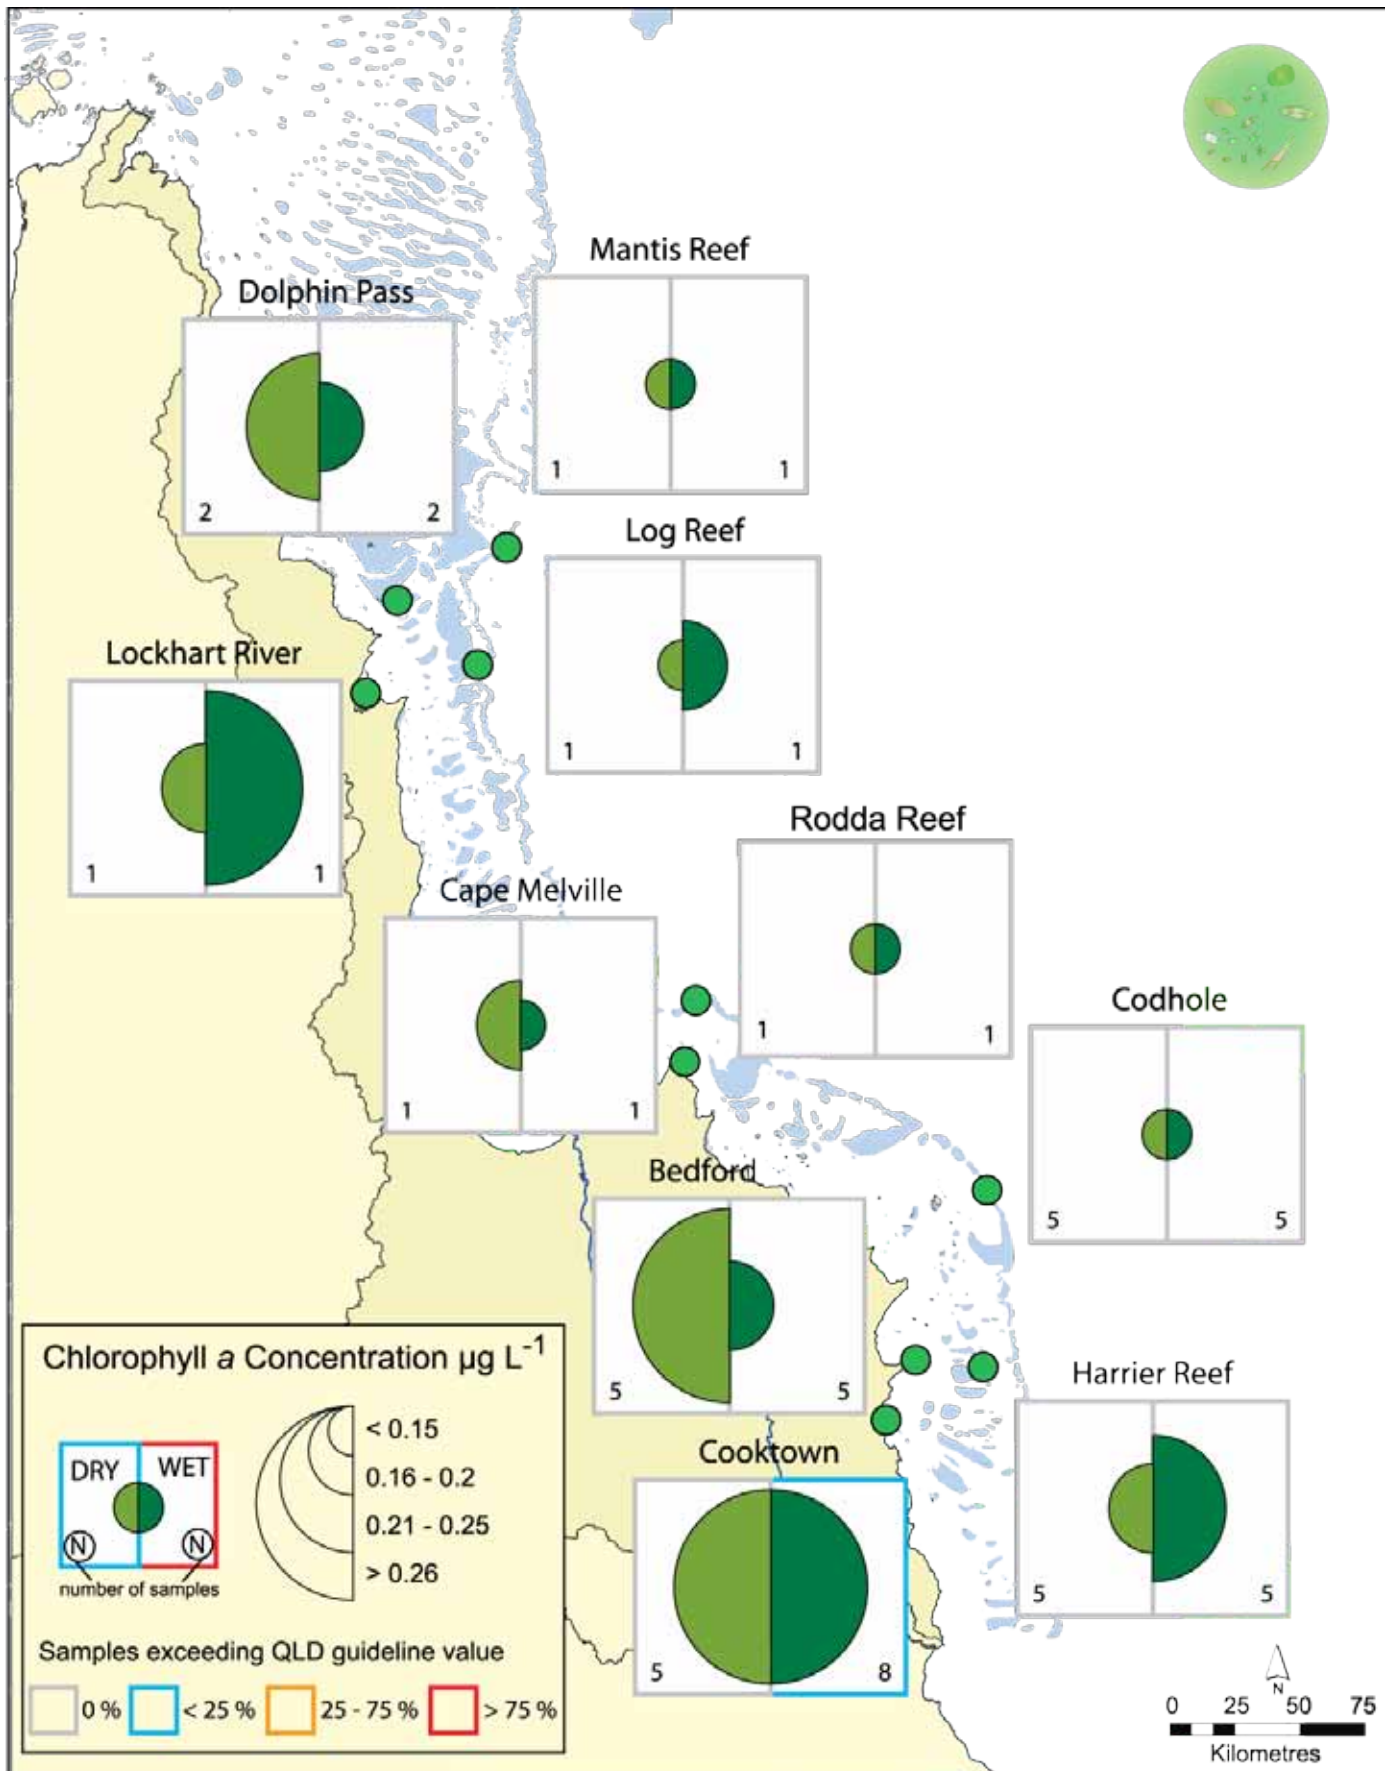 Mantis Reef
1 1
Dolphin Pass
2 2
Log Reef
1 1
Lockhart River
1 1
Rodda Reef
1 1
Cape Melville
1 1
Codhole
5 5
Bedford
5 5
Harrier Reef
5 5
Cooktown
5 8
Chlorophyll a Concentration µg L⁻¹
DRY WET
N N
number of samples
< 0.15
0.16 - 0.2
0.21 - 0.25
> 0.26
Samples exceeding QLD guideline value
0 % < 25 % 25 - 75 % > 75 %
N
0 25 50 75
Kilometres